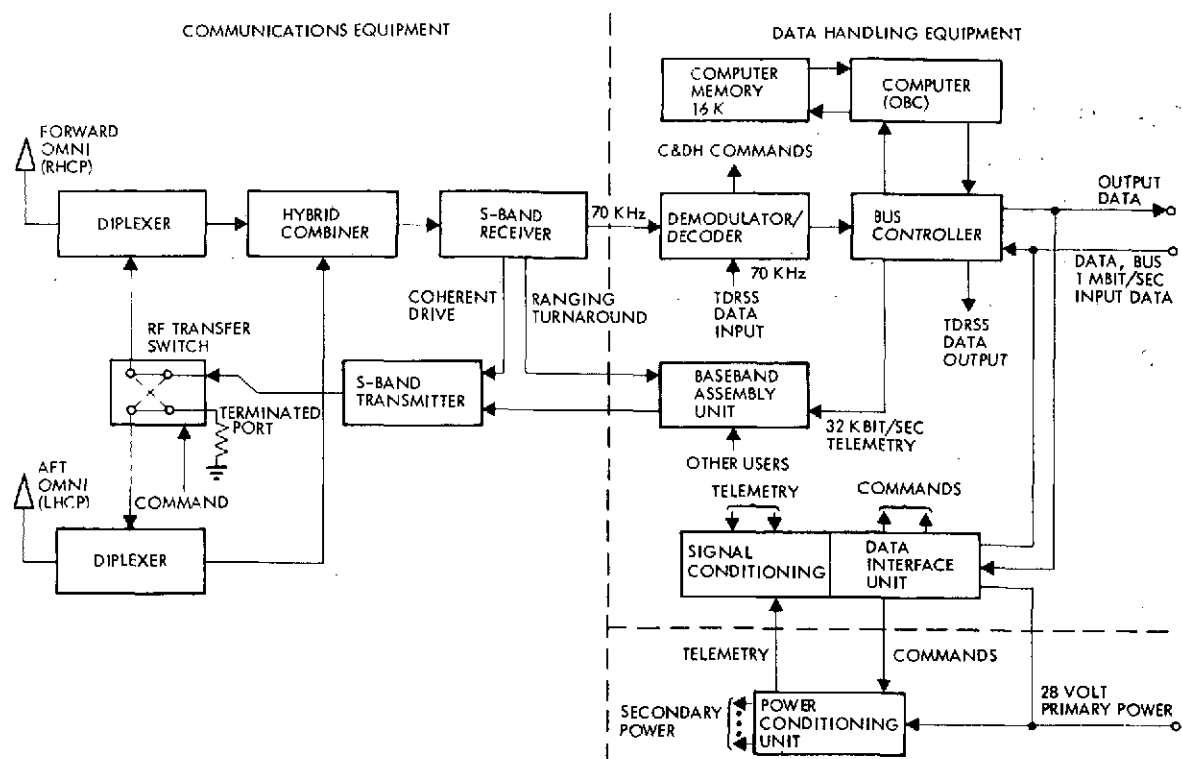 COMMUNICATIONS EQUIPMENT
DATA HANDLING EQUIPMENT
COMPUTER
MEMORY
16 K
COMPUTER
(OBC)
FORWARD
OMNI
(RHCP)
C&DH COMMANDS
DIPLEXER
HYBRID
COMBINER
S-BAND
RECEIVER
70 KHz
DEMODULATOR/
DECODER
70 KHz
BUS
CONTROLLER
OUTPUT
DATA
DATA, BUS
1 MBIT/SEC
INPUT DATA
COHERENT
DRIVE
RANGING
TURNAROUND
TDRSS
DATA
INPUT
TDRSS
DATA
OUTPUT
RF TRANSFER
SWITCH
S-BAND
TRANSMITTER
BASEBAND
ASSEMBLY
UNIT
TERMINATED
PORT
32 KBIT/SEC
TELEMETRY
OTHER USERS
AFT
OMNI
(LHCP)
COMMAND
TELEMETRY
COMMANDS
DIPLEXER
SIGNAL
CONDITIONING
DATA
INTERFACE
UNIT
TELEMETRY
COMMANDS
SECONDARY
POWER
POWER
CONDITIONING
UNIT
28 VOLT
PRIMARY POWER